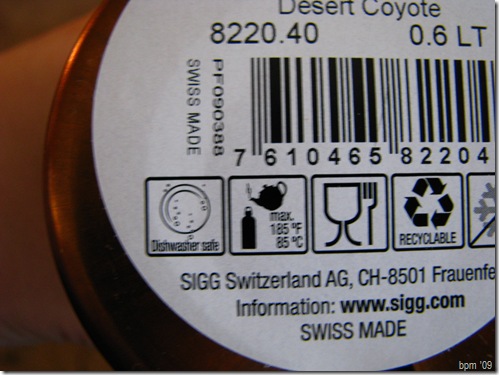 Desert Coyote
8220.40 0.6 LT
SWISS MADE
PF090388
7 610465 82204
Dishwasher safe
max.
185 °F
85 °C
RECYCLABLE
SIGG Switzerland AG, CH-8501 Frauenfe
Information: www.sigg.com
SWISS MADE
bpm '09